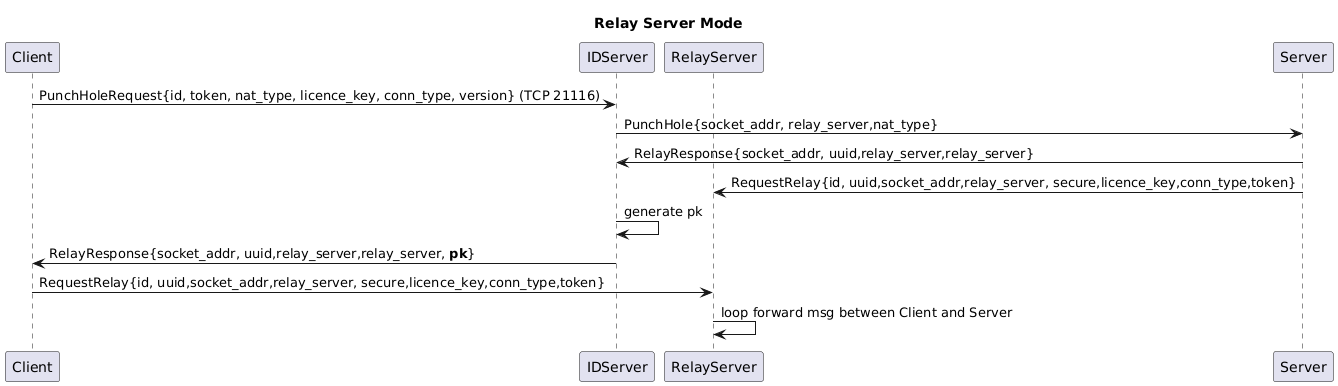 Relay Server Mode
Client IDServer RelayServer Server
PunchHoleRequest{id, token, nat_type, licence_key, conn_type, version} (TCP 21116)
PunchHole{socket_addr, relay_server,nat_type}
RelayResponse{socket_addr, uuid,relay_server,relay_server}
RequestRelay{id, uuid,socket_addr,relay_server, secure,licence_key,conn_type,token}
generate pk
RelayResponse{socket_addr, uuid,relay_server,relay_server, pk}
RequestRelay{id, uuid,socket_addr,relay_server, secure,licence_key,conn_type,token}
loop forward msg between Client and Server
Client IDServer RelayServer Server